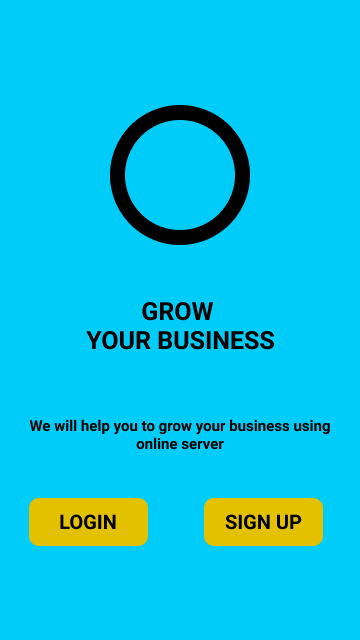 GROW
YOUR BUSINESS
We will help you to grow your business using
online server
LOGIN
SIGN UP